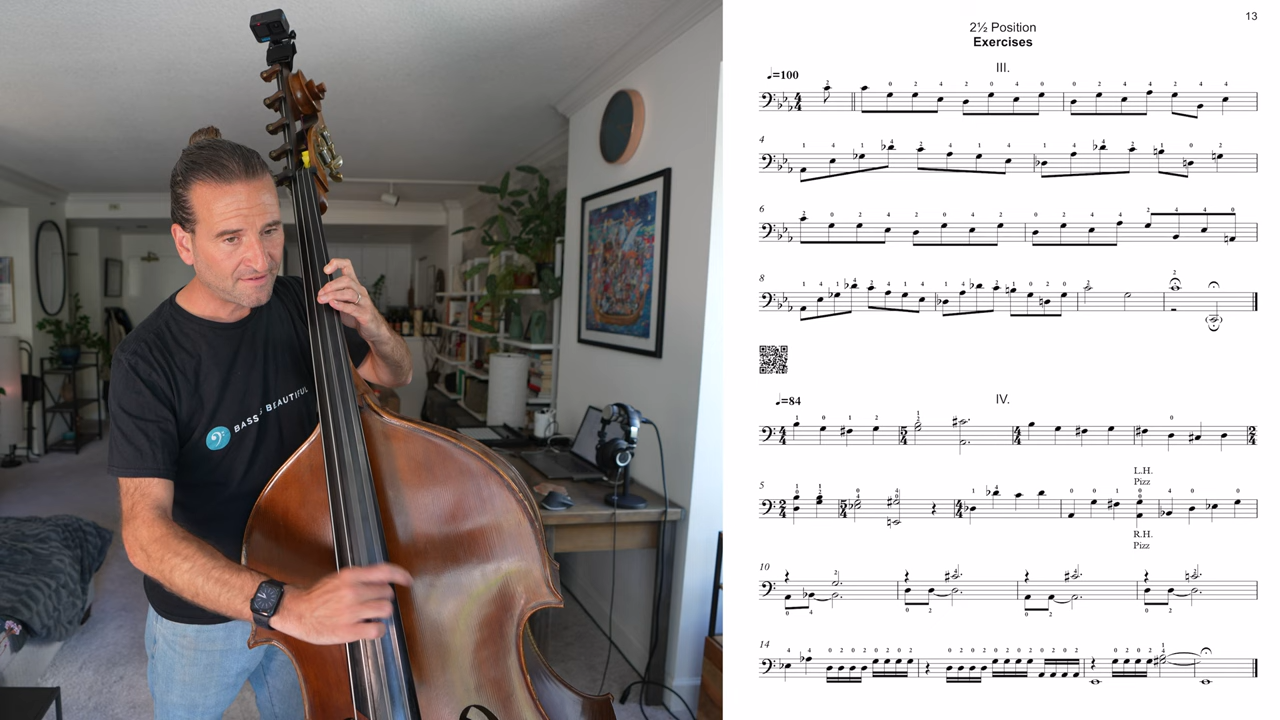 BASS IS BEAUTIFUL
13
2½ Position
Exercises
III.
♩=100
4
6
8
IV.
♩=84
L.H.
Pizz
5
R.H.
Pizz
10
14